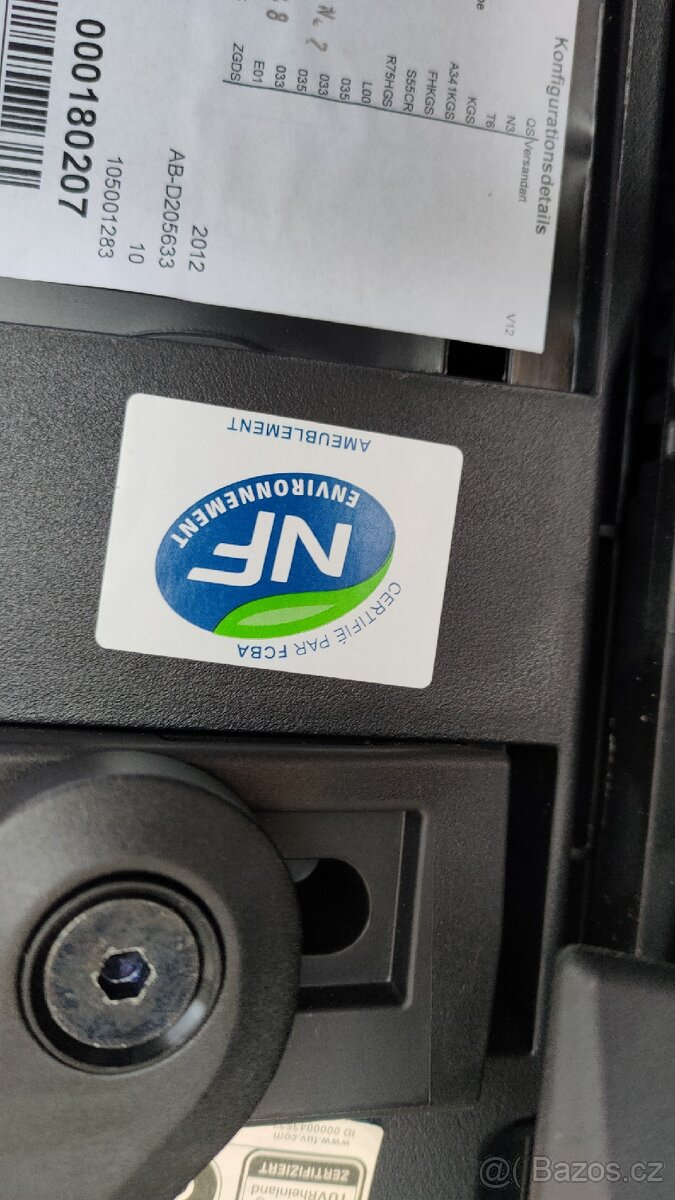 Konfigurationsdetails
V12
QS|Versandart
N3
T6
KGS
A341KGS
FHKGS
S55CR
R75HGS
L00
035
033
035
033
E01
ZGDS
2012
AB-D205633
10
105001283
000180207
AMEUBLEMENT
NF
ENVIRONNEMENT
CERTIFIÉ PAR FCBA
TÜVRheinland
ZERTIFIZIERT
www.tuv.com
@ Bazos.cz